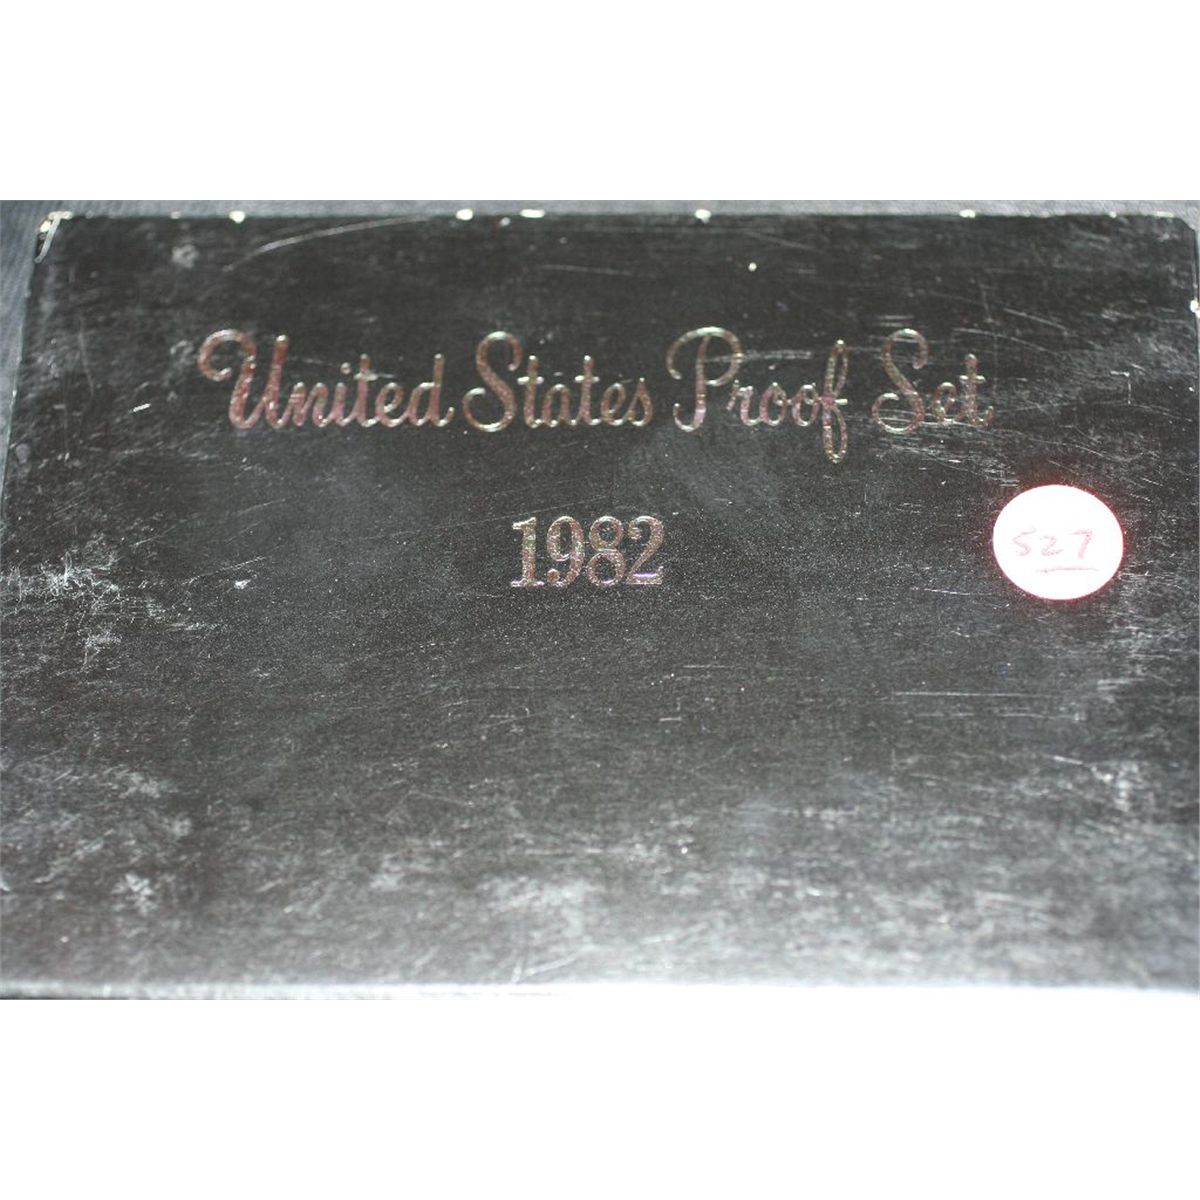 United States Proof Set
1982
527